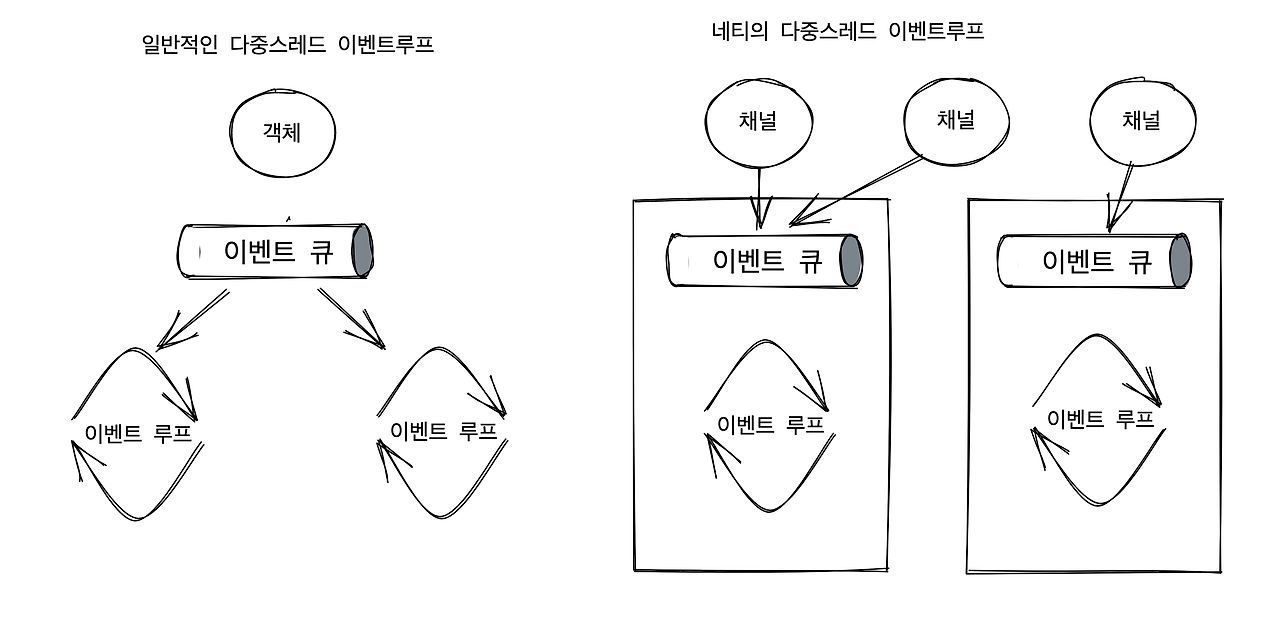 일반적인 다중스레드 이벤트루프
객체
이벤트 큐
이벤트 루프
이벤트 루프
네티의 다중스레드 이벤트루프
채널
채널
채널
이벤트 큐
이벤트 큐
이벤트 루프
이벤트 루프